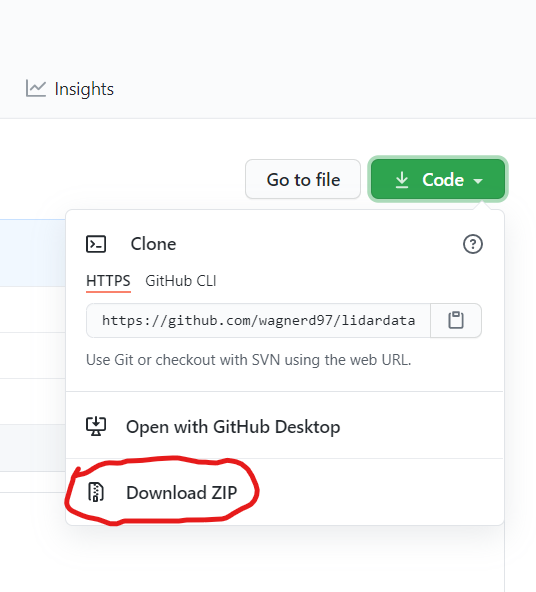 Insights
Go to file
Code
Clone
HTTPS GitHub CLI
https://github.com/wagnerd97/lidardata
Use Git or checkout with SVN using the web URL.
Open with GitHub Desktop
Download ZIP